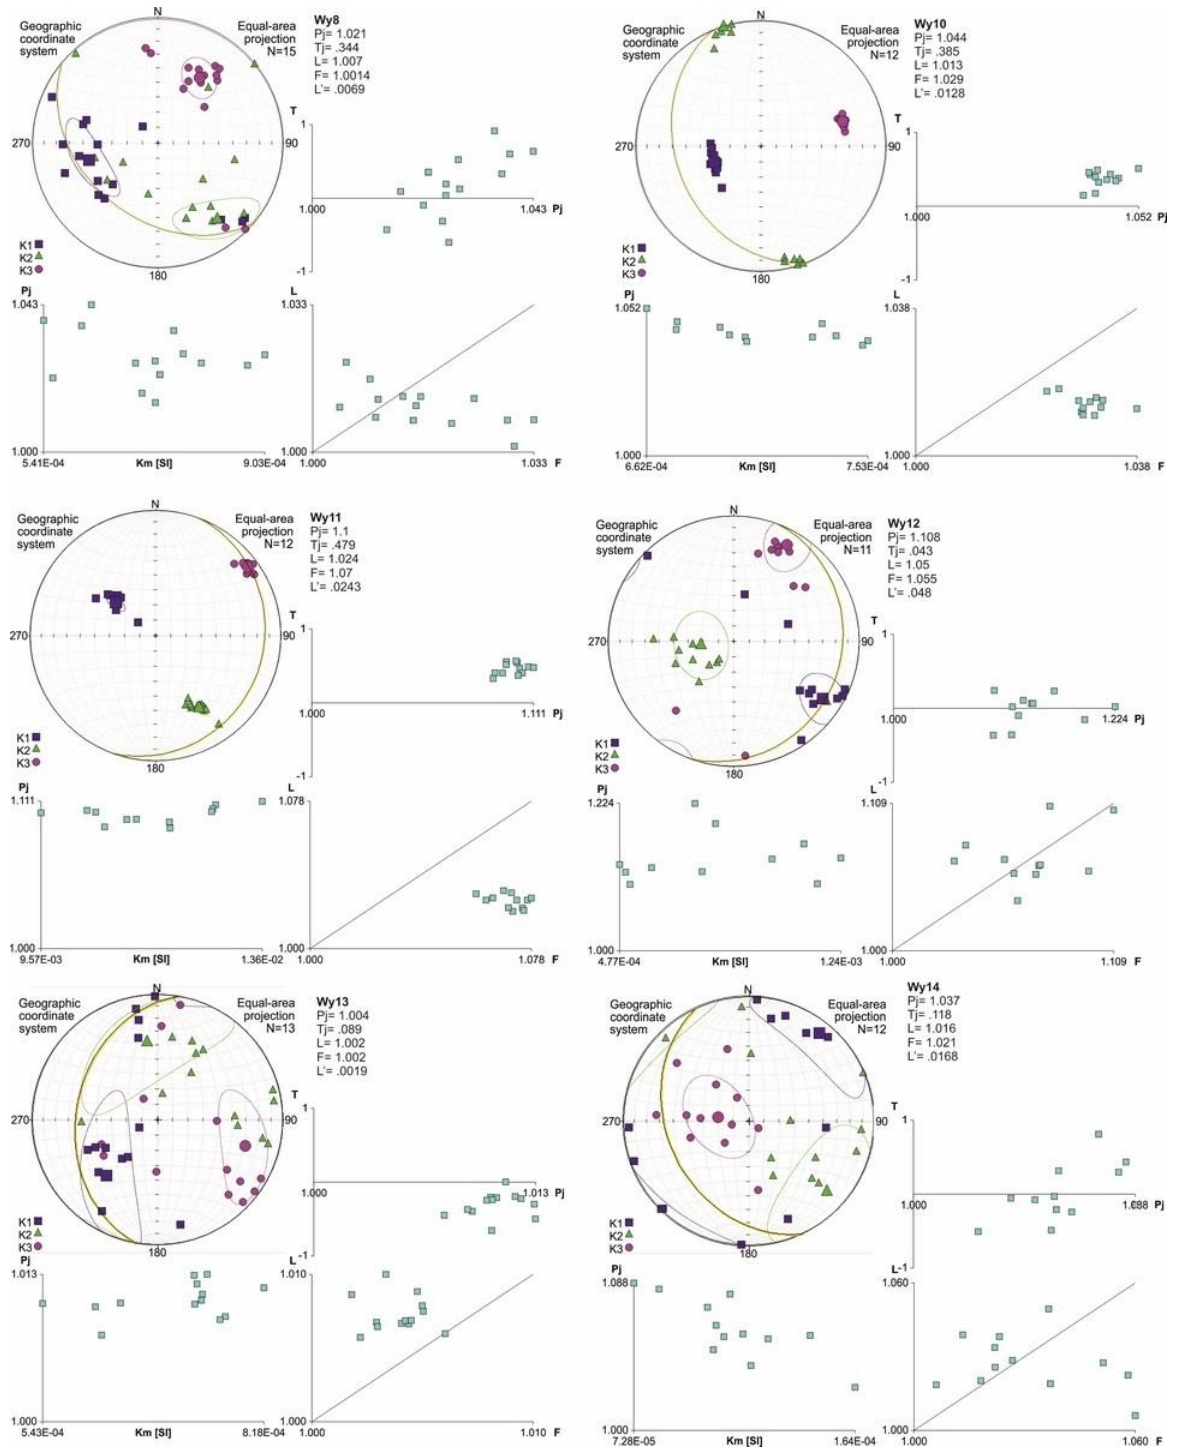 N
Geographic
coordinate
system
Equal-area
projection
N=15
Wy8
Pj= 1.021
Tj= .344
L= 1.007
F= 1.0014
L'= .0069
270
90
180
K1
K2
K3
T
1
1.000
1.043 Pj
-1
Pj
1.043
1.000
5.41E-04
Km [SI]
9.03E-04
L
1.033
1.000
1.000
1.033 F
N
Geographic
coordinate
system
Equal-area
projection
N=12
Wy10
Pj= 1.044
Tj= .385
L= 1.013
F= 1.029
L'= .0128
270
90
180
K1
K2
K3
T
1
1.000
1.052 Pj
-1
Pj
1.052
1.000
6.62E-04
Km [SI]
7.53E-04
L
1.038
1.000
1.000
1.038 F
N
Geographic
coordinate
system
Equal-area
projection
N=12
Wy11
Pj= 1.1
Tj= .479
L= 1.024
F= 1.07
L'= .0243
270
90
180
K1
K2
K3
T
1
1.000
1.111 Pj
-1
Pj
1.111
1.000
9.57E-03
Km [SI]
1.36E-02
L
1.078
1.000
1.000
1.078 F
N
Geographic
coordinate
system
Equal-area
projection
N=11
Wy12
Pj= 1.108
Tj= .043
L= 1.05
F= 1.055
L'= .048
270
90
180
K1
K2
K3
T
1
1.000
1.224 Pj
-1
Pj
1.224
1.000
4.77E-04
Km [SI]
1.24E-03
L
1.109
1.000
1.000
1.109 F
N
Geographic
coordinate
system
Equal-area
projection
N=13
Wy13
Pj= 1.004
Tj= .089
L= 1.002
F= 1.002
L'= .0019
270
90
180
K1
K2
K3
T
1
1.000
1.013 Pj
-1
Pj
1.013
1.000
5.43E-04
Km [SI]
8.18E-04
L
1.010
1.000
1.000
1.010 F
N
Geographic
coordinate
system
Equal-area
projection
N=12
Wy14
Pj= 1.037
Tj= .118
L= 1.016
F= 1.021
L'= .0168
270
90
180
K1
K2
K3
T
1
1.000
1.088 Pj
-1
Pj
1.088
1.000
7.28E-05
Km [SI]
1.64E-04
L
1.060
1.000
1.000
1.060 F